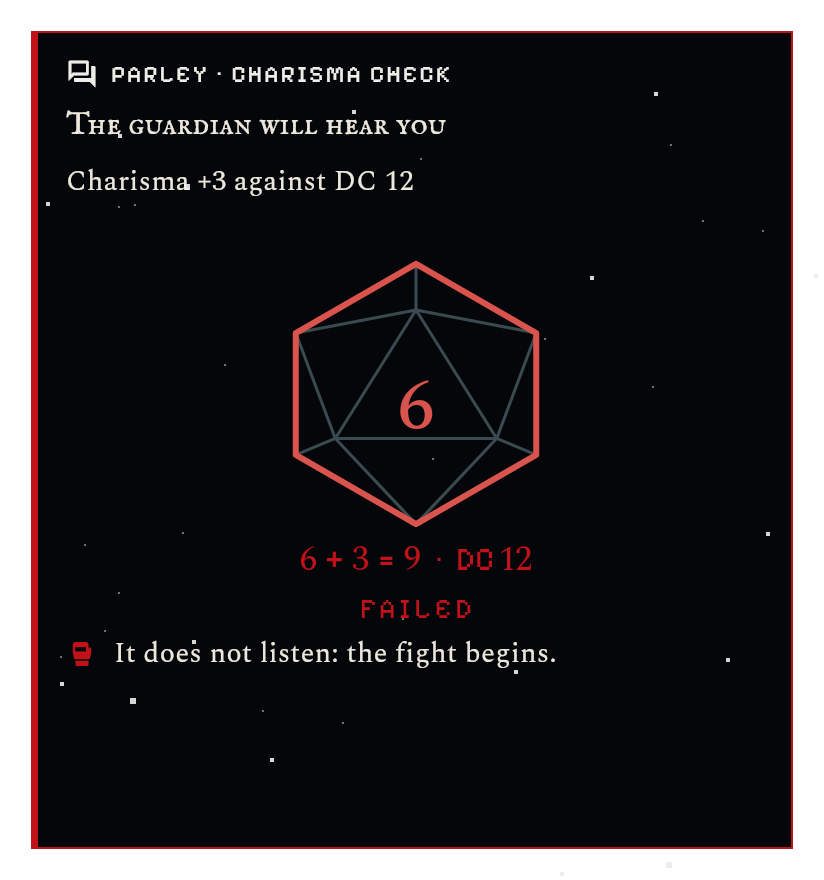 PARLEY · CHARISMA CHECK
The guardian will hear you
Charisma +3 against DC 12
6
6 + 3 = 9 · DC 12
FAILED
It does not listen: the fight begins.